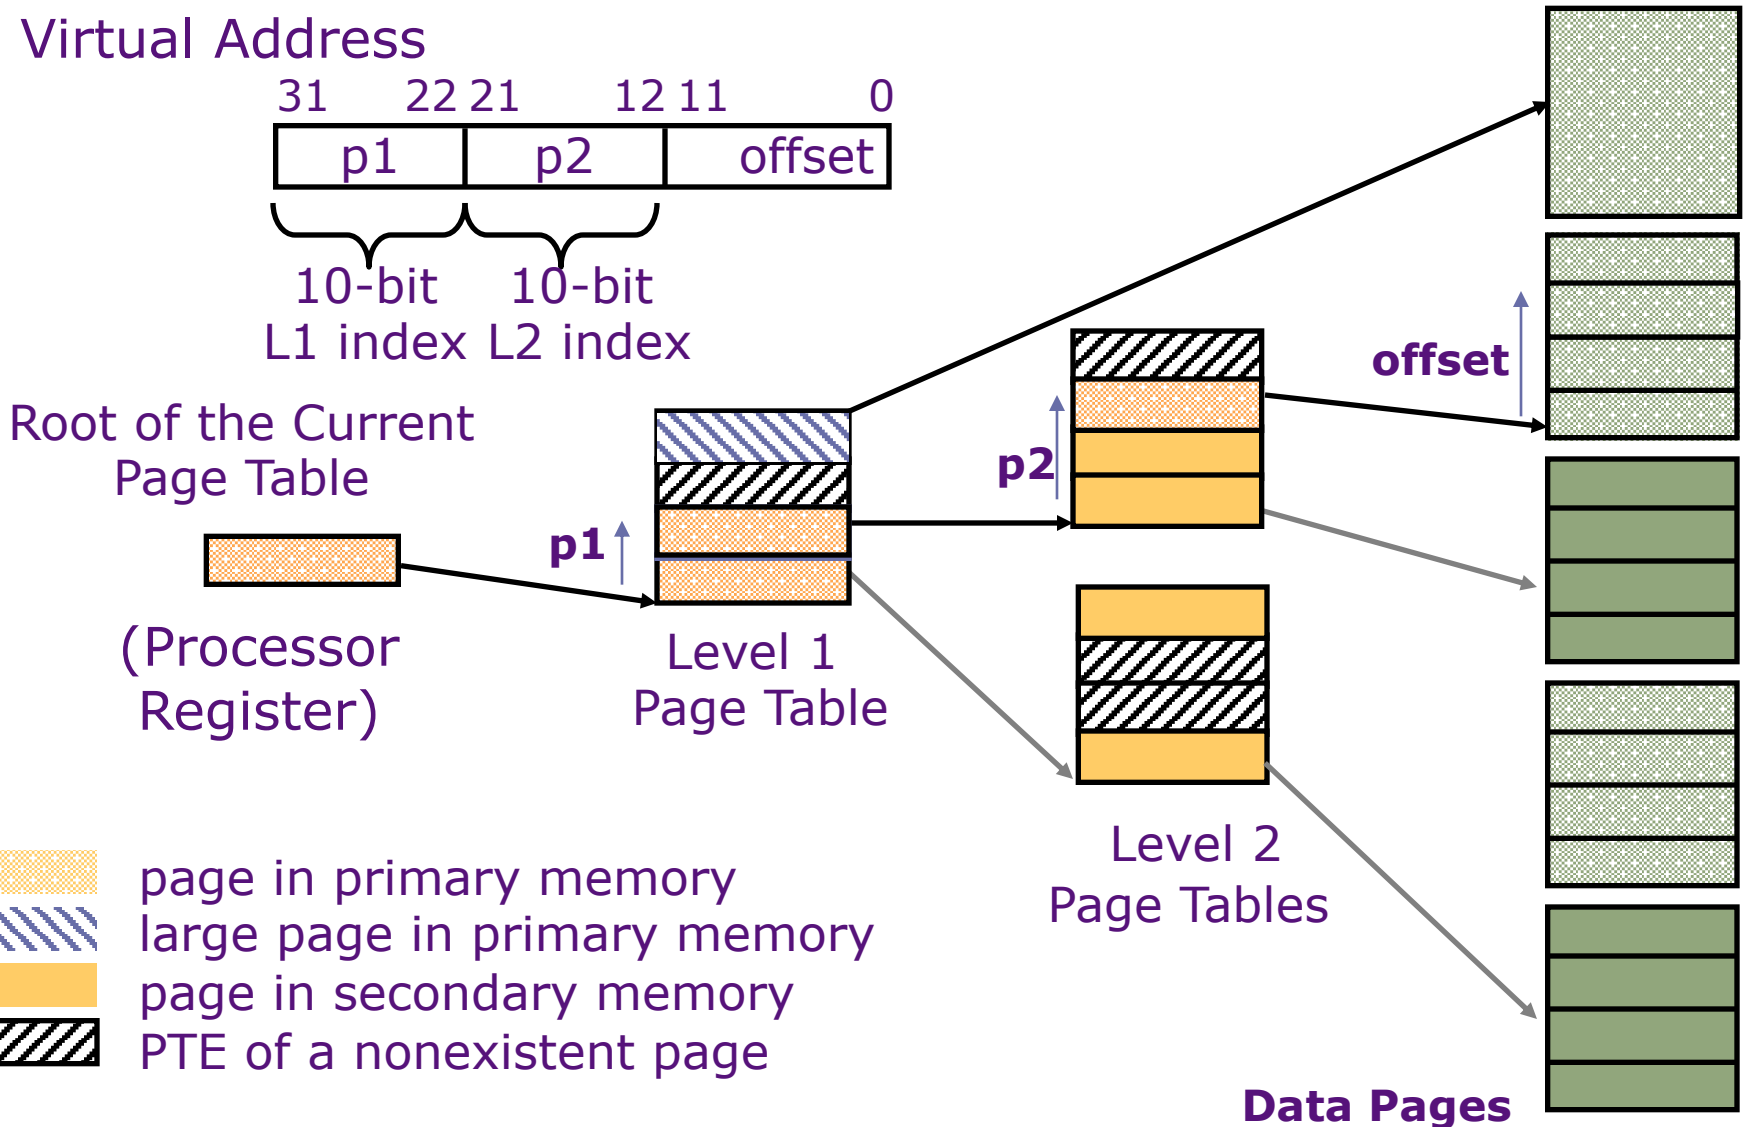 Virtual Address
31 22 21 12 11 0
p1 p2 offset
10-bit 10-bit
L1 index L2 index
offset
Root of the Current
Page Table
p2
p1
(Processor
Register)
Level 1
Page Table
Level 2
Page Tables
page in primary memory
large page in primary memory
page in secondary memory
PTE of a nonexistent page
Data Pages